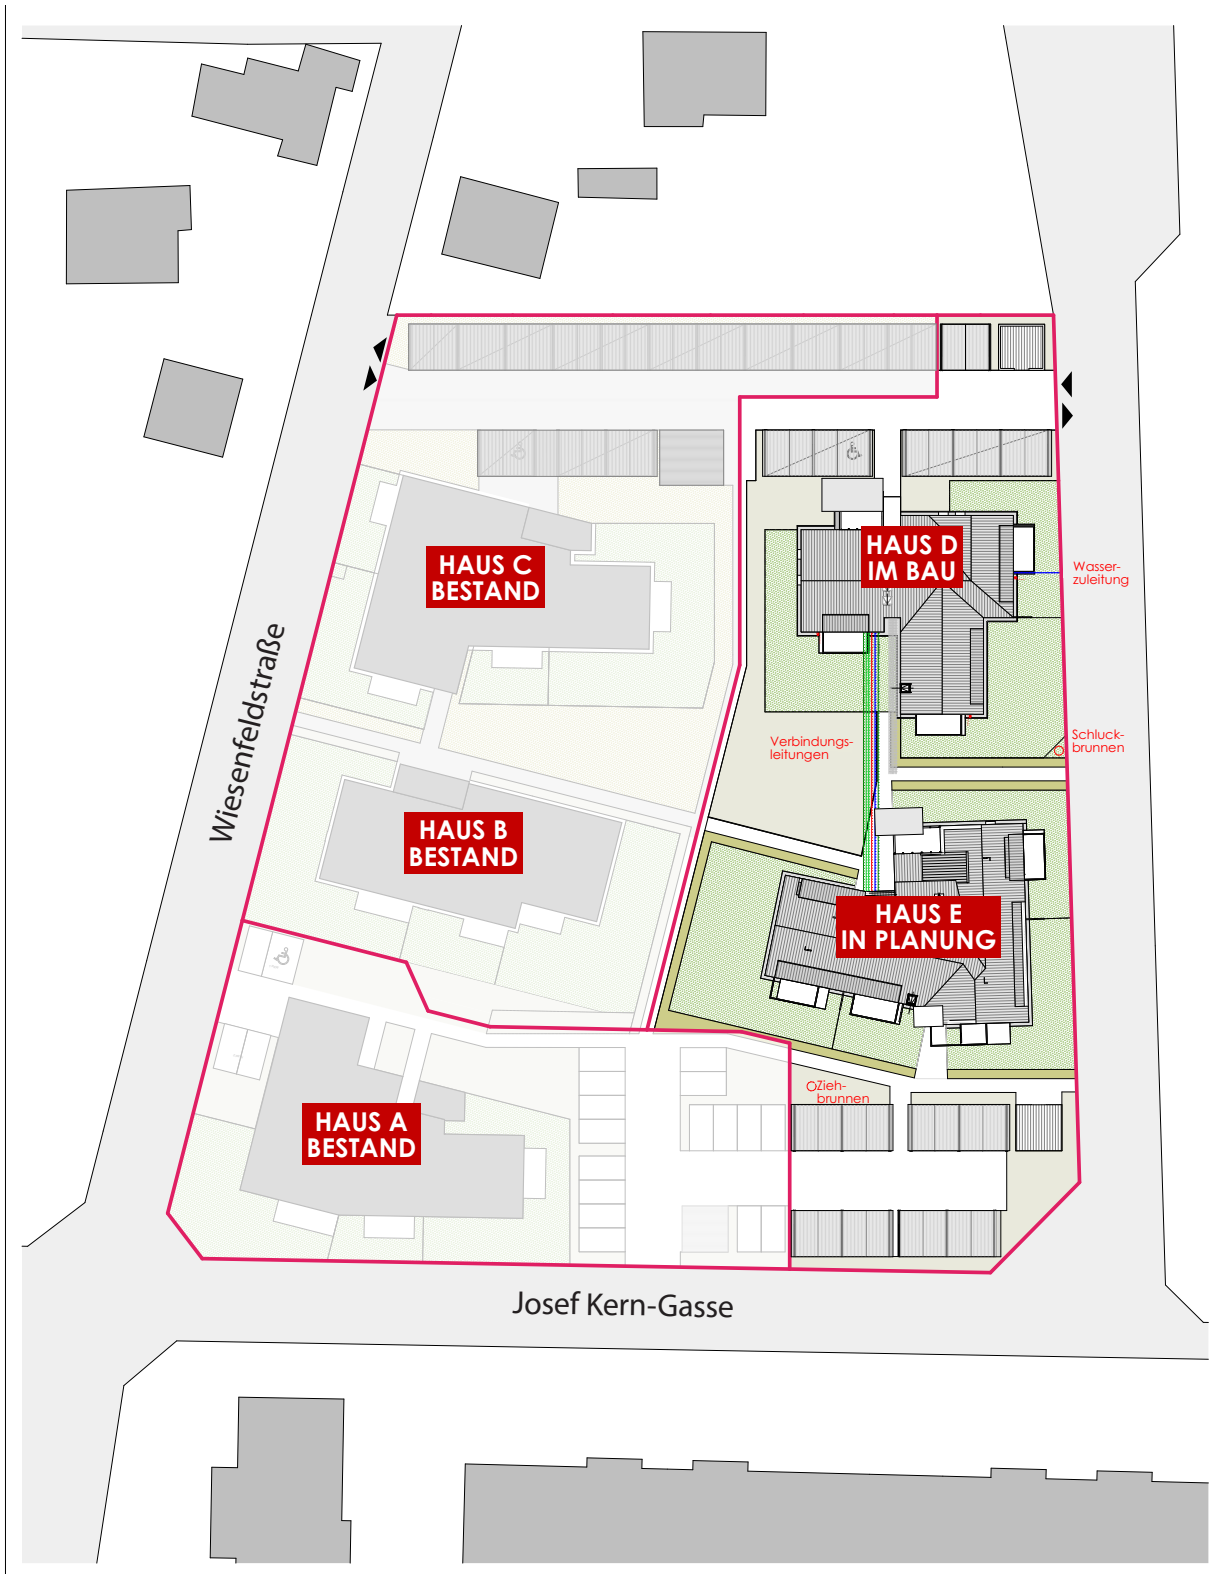 HAUS D
IM BAU
HAUS C
BESTAND
Wasser-
zuleitung
Wiesenfeldstraße
Verbindungs-
leitungen
Schluck-
brunnen
HAUS B
BESTAND
HAUS E
IN PLANUNG
Zieh-
brunnen
HAUS A
BESTAND
Josef Kern-Gasse